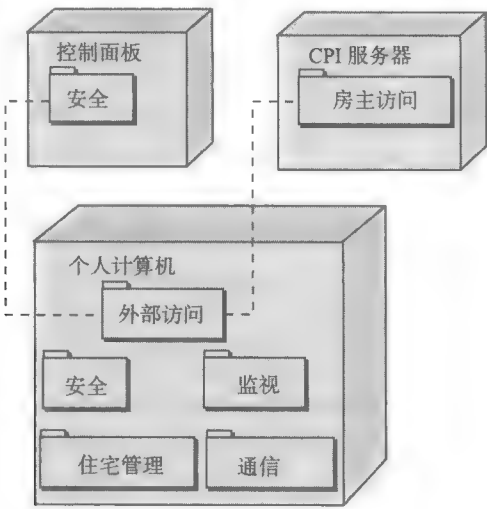 控制面板
安全
CPI 服务器
房主访问
个人计算机
外部访问
安全
监视
住宅管理
通信